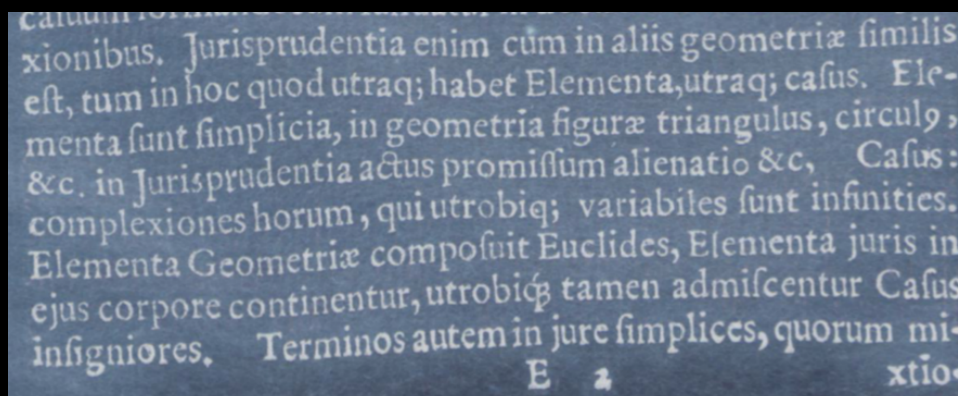 xionibus. Jurisprudentia enim cùm in aliis geometriæ ſimilis
eſt, tum in hoc quod utraq; habet Elementa, utraq; caſus. Ele-
menta ſunt ſimplicia, in geometria figuræ triangulus, circulꝰ,
&c. in Jurisprudentia actus promiſſum alienatio &c, Caſus:
complexiones horum, qui utrobiq; variabiles ſunt infinities.
Elementa Geometriæ compoſuit Euclides, Elementa juris in
ejus corpore continentur, utrobiq́ꝫ tamen admiſcentur Caſus
inſigniores. Terminos autem in jure ſimplices, quorum mi-
E 2 xtio-